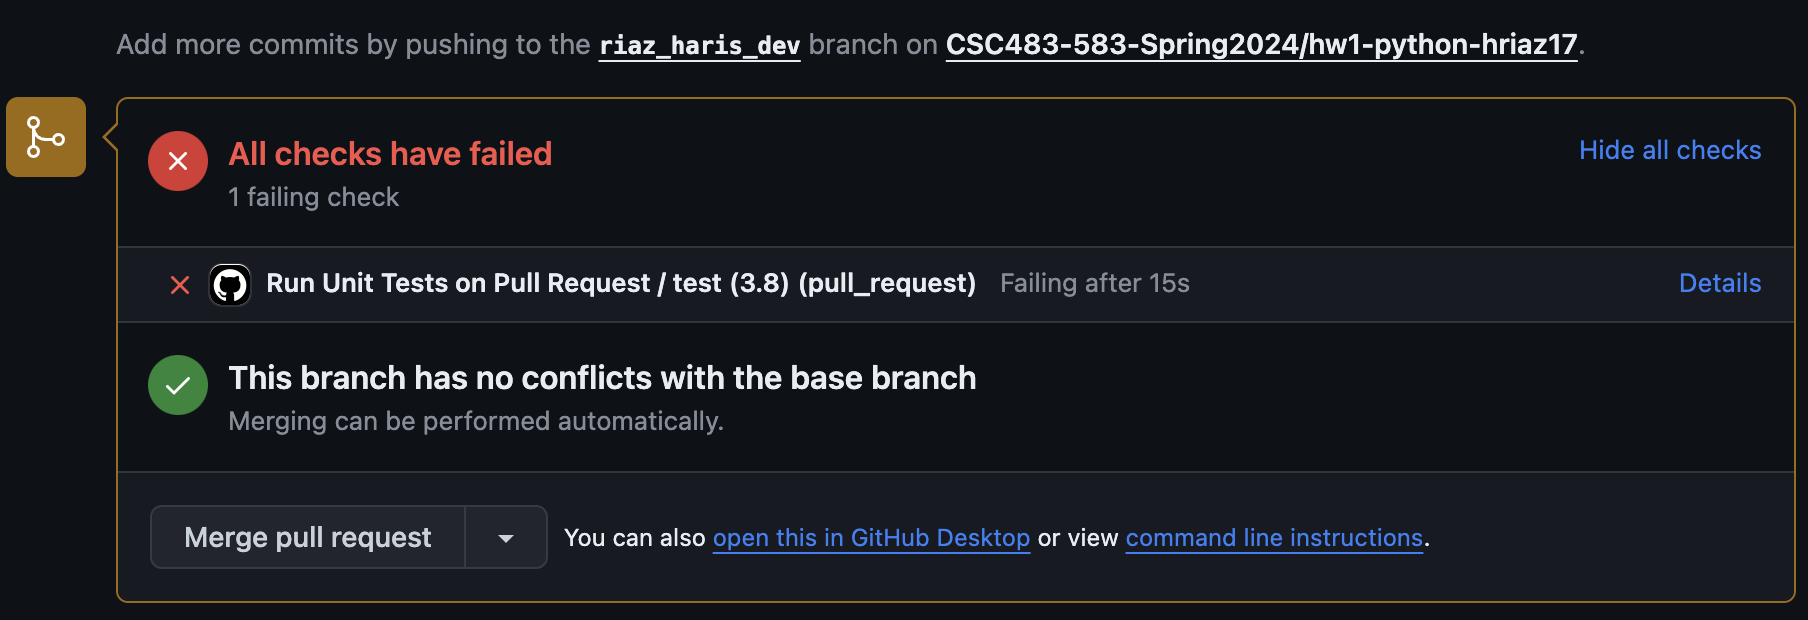 Add more commits by pushing to the riaz_haris_dev branch on CSC483-583-Spring2024/hw1-python-hriaz17.
All checks have failed
Hide all checks
1 failing check
Run Unit Tests on Pull Request / test (3.8) (pull_request) Failing after 15s
Details
This branch has no conflicts with the base branch
Merging can be performed automatically.
Merge pull request
You can also open this in GitHub Desktop or view command line instructions.